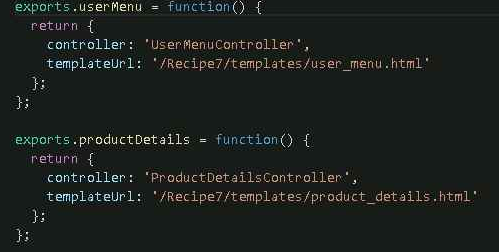 exports.userMenu = function() {
  return {
    controller: 'UserMenuController',
    templateUrl: '/Recipe7/templates/user_menu.html'
  };
};

exports.productDetails = function() {
  return {
    controller: 'ProductDetailsController',
    templateUrl: '/Recipe7/templates/product_details.html'
  };
};